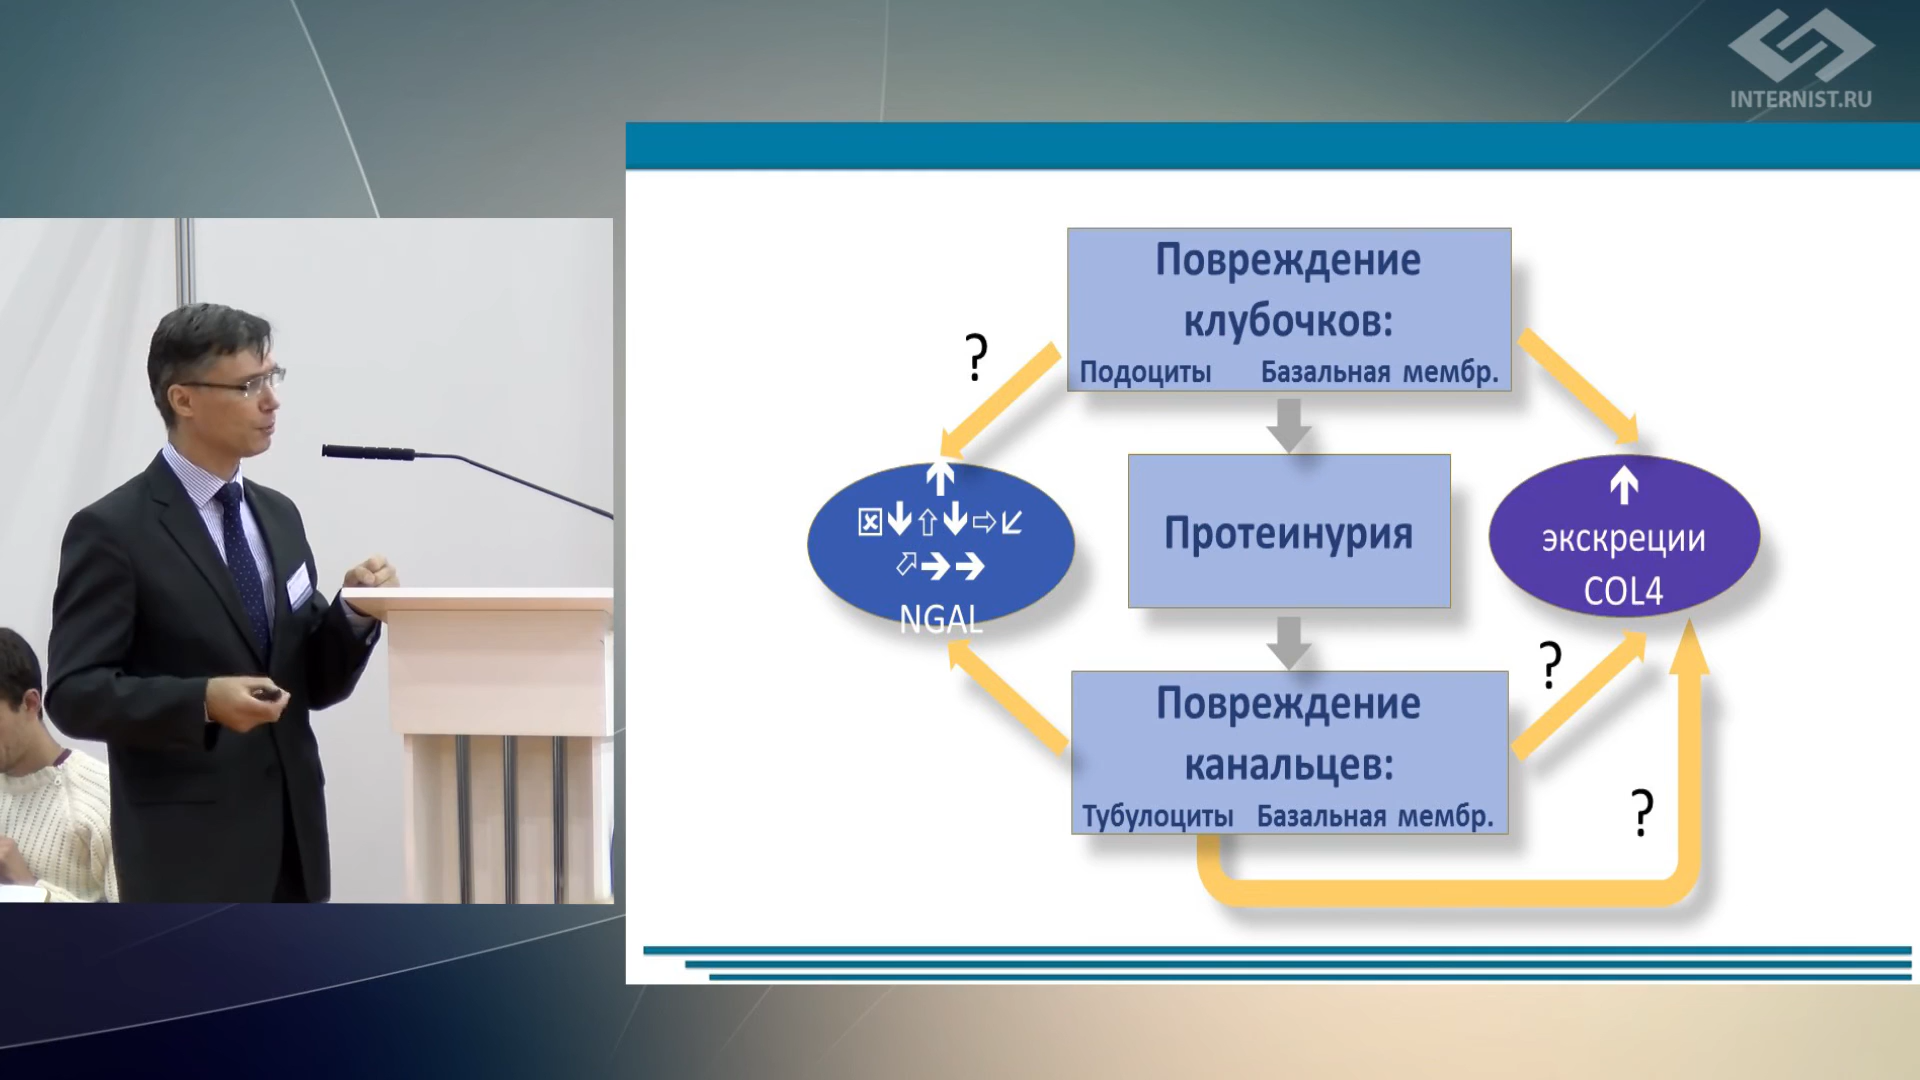 INTERNIST.RU
Повреждение
клубочков:
Подоциты Базальная мембр.
?
↑
NGAL
Протеинурия
↑
экскреции
COL4
?
Повреждение
канальцев:
Тубулоциты Базальная мембр.
?